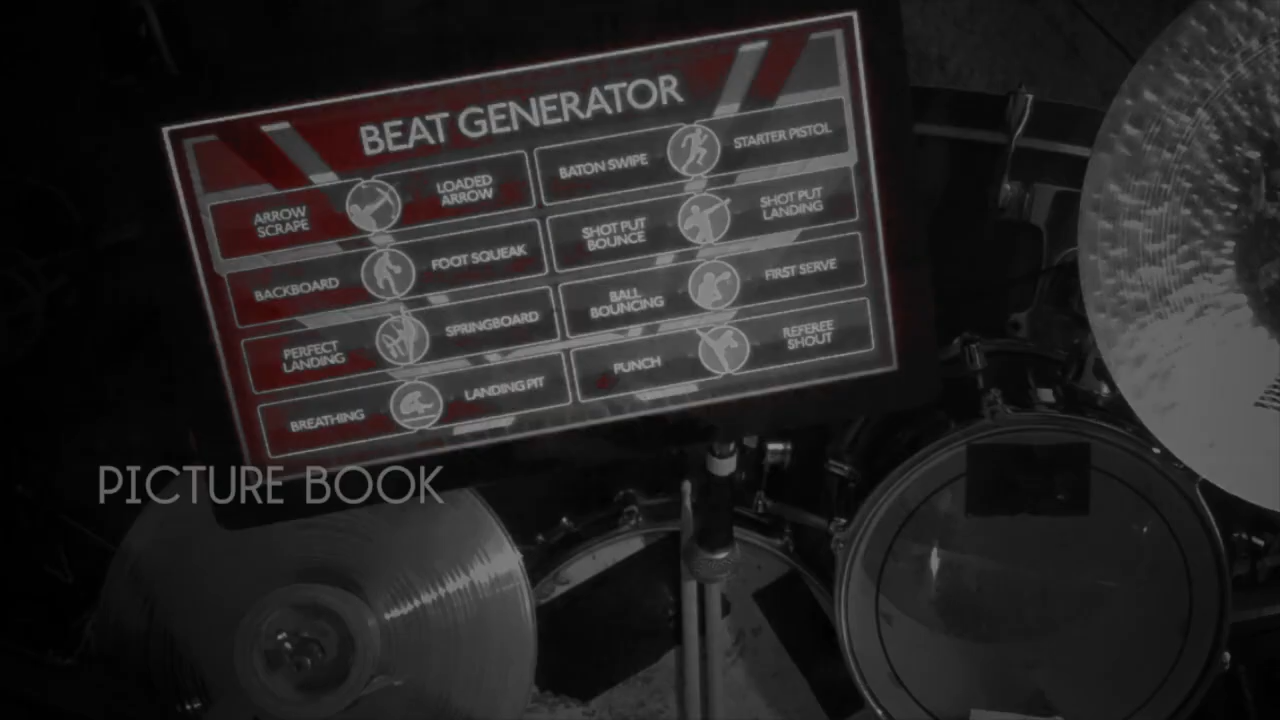 BEAT GENERATOR
ARROW
SCRAPE
LOADED
ARROW
BATON SWIPE
STARTER PISTOL
BACKBOARD
FOOT SQUEAK
SHOT PUT
BOUNCE
SHOT PUT
LANDING
PERFECT
LANDING
SPRINGBOARD
BALL
BOUNCING
FIRST SERVE
BREATHING
LANDING PIT
PUNCH
REFEREE
SHOUT
PICTURE BOOK